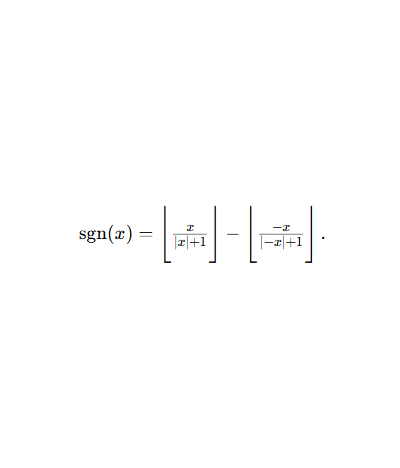 sgn(x) = ⌊x/(|x|+1)⌋ − ⌊−x/(|−x|+1)⌋.